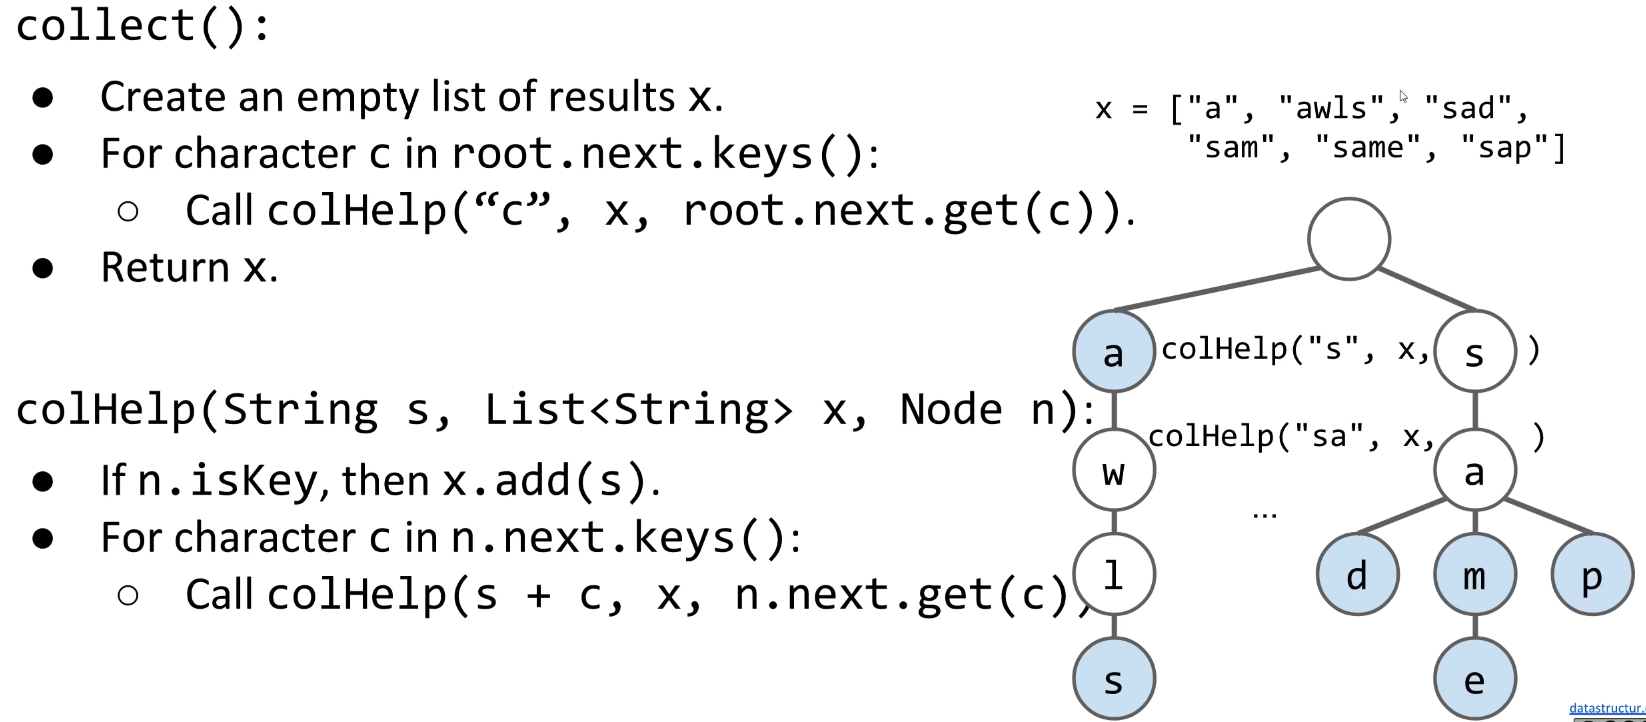 collect():
● Create an empty list of results x.
● For character c in root.next.keys():
○ Call colHelp(“c”, x, root.next.get(c)).
● Return x.
colHelp(String s, List<String> x, Node n):
● If n.isKey, then x.add(s).
● For character c in n.next.keys():
○ Call colHelp(s + c, x, n.next.get(c)
x = ["a", "awls", "sad",
"sam", "same", "sap"]
a colHelp("s", x, s )
colHelp("sa", x, a )
w
...
l d m p
s e
datastructur.